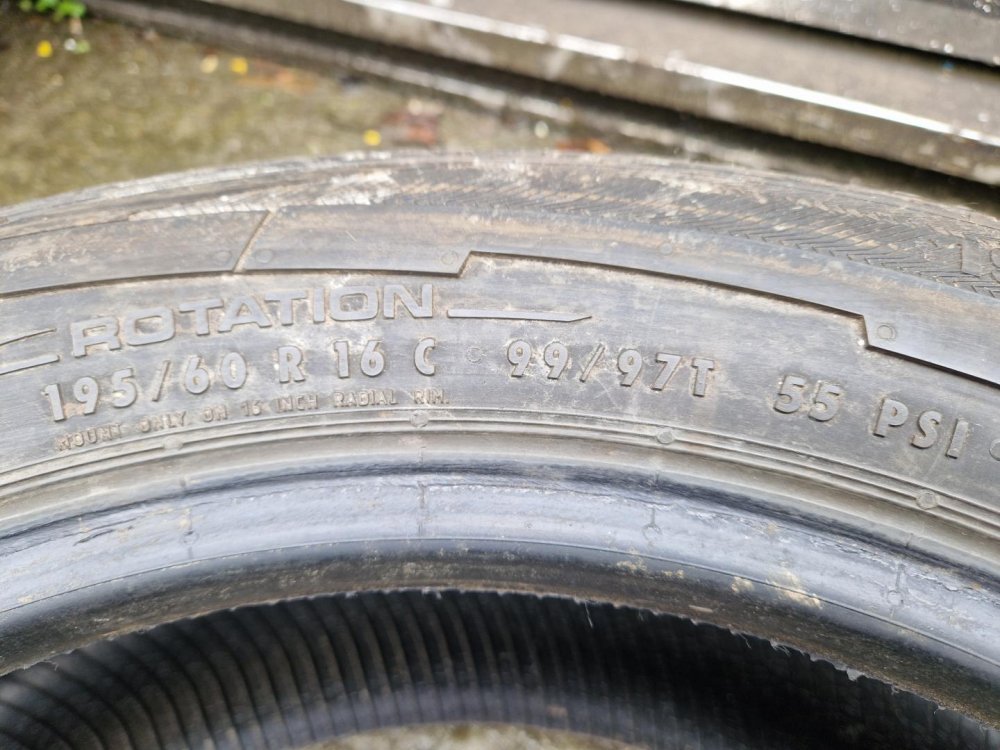 ROTATION
195/60 R 16 C 99/97T 55 PSI
MOUNT ONLY ON 16 INCH RADIAL RIM.